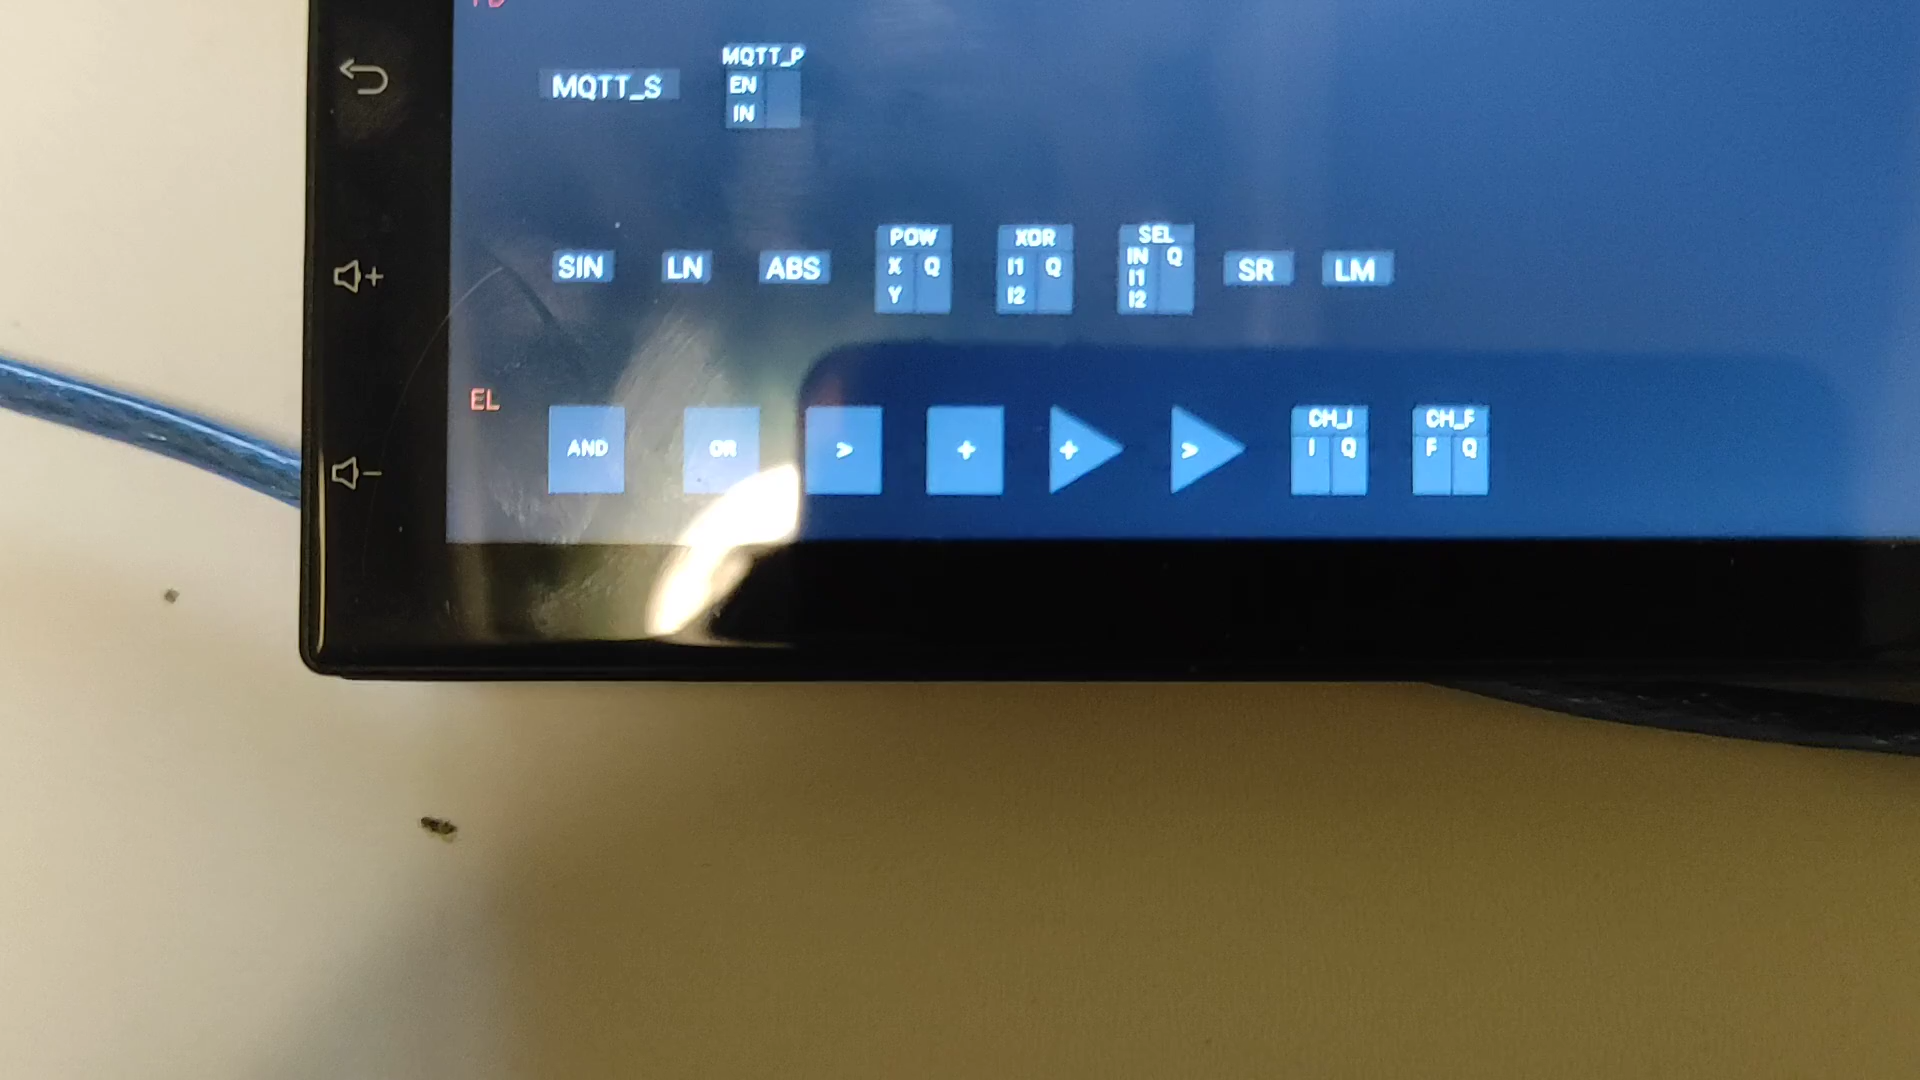 MQTT_S
MQTT_P
EN
IN
SIN LN ABS
POW
X Q
Y
XOR
I1 Q
I2
SEL
IN Q
I1
I2
SR LM
EL
AND OR > + + >
CH_I
I Q
CH_F
F Q